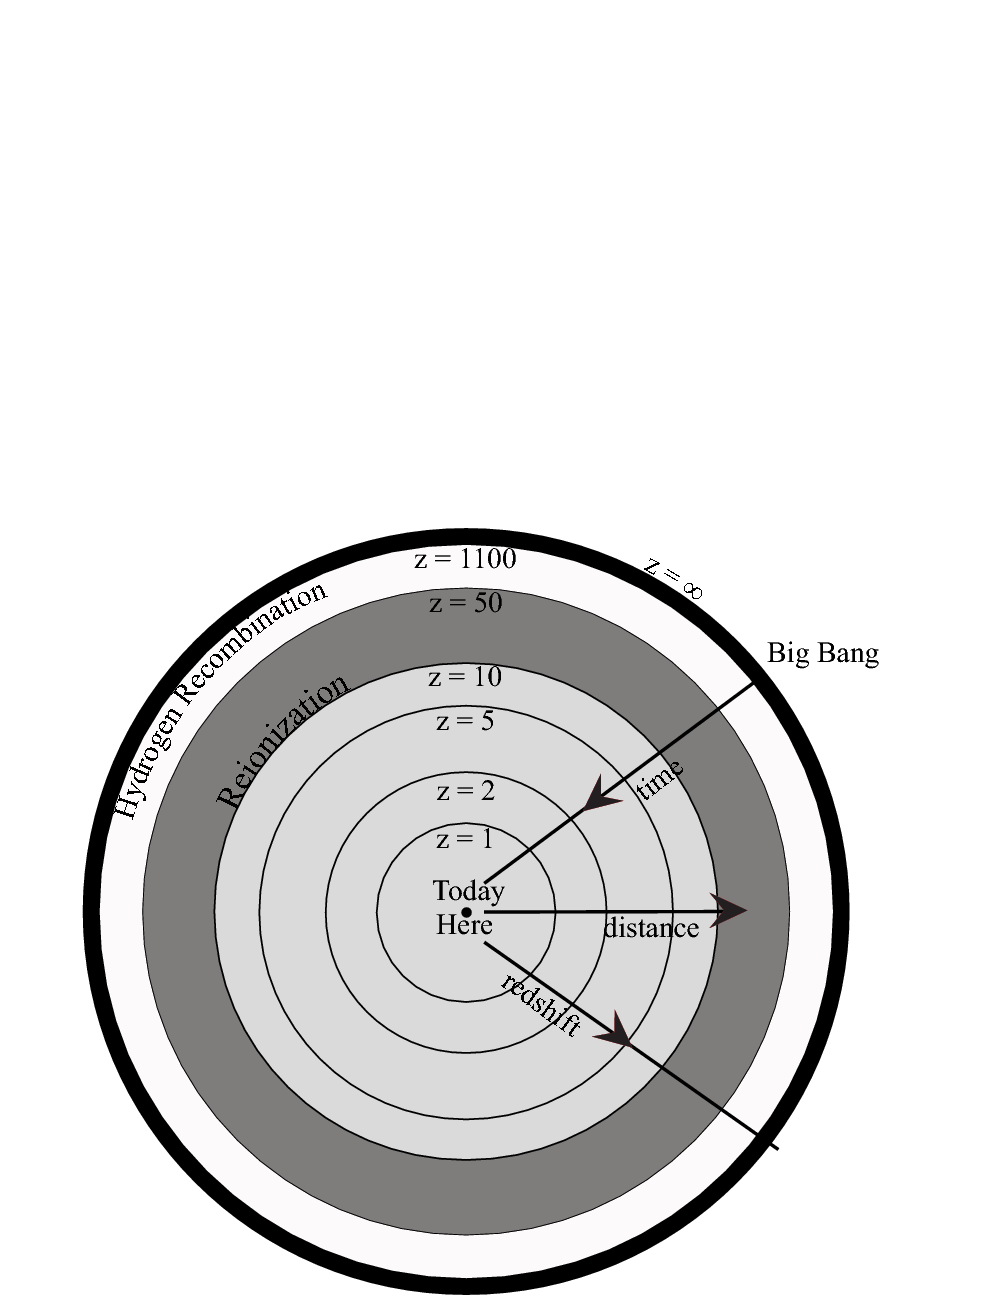 z = 1100
z = ∞
Hydrogen Recombination
z = 50
Big Bang
z = 10
Reionization
z = 5
time
z = 2
z = 1
Today
Here
distance
redshift